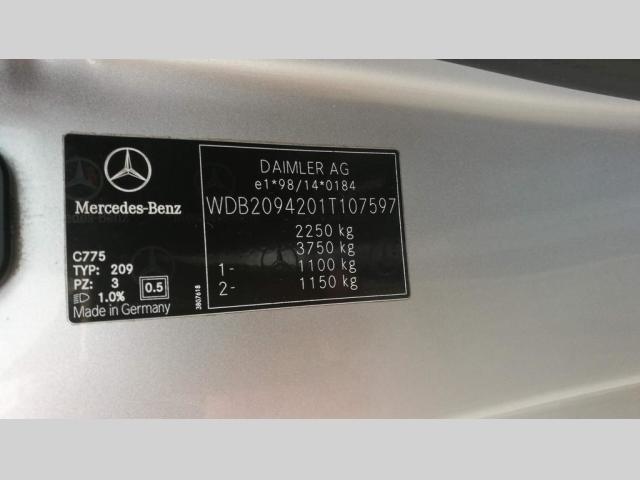 Mercedes-Benz
C775
TYP: 209
PZ: 3
1.0%
0.5
Made in Germany
3807618
DAIMLER AG
e1*98/14*0184
WDB2094201T107597
2250 kg
3750 kg
1- 1100 kg
2- 1150 kg